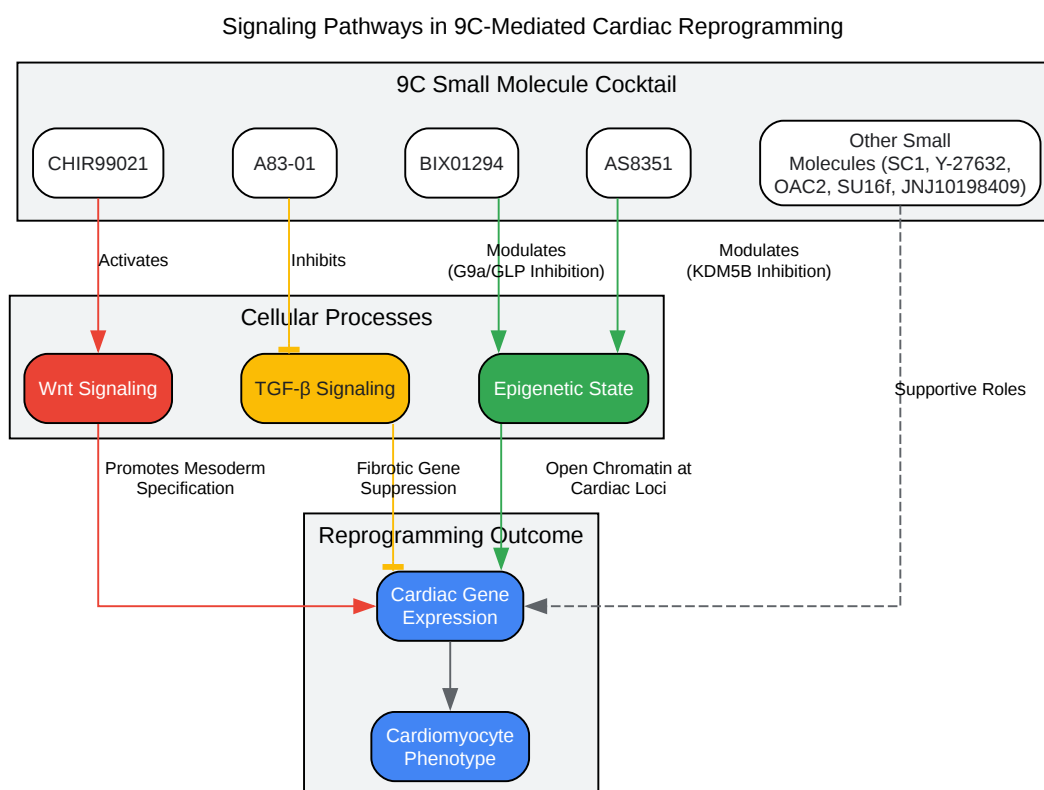 Signaling Pathways in 9C-Mediated Cardiac Reprogramming
9C Small Molecule Cocktail
CHIR99021
A83-01
BIX01294
AS8351
Other Small
Molecules (SC1, Y-27632,
OAC2, SU16f, JNJ10198409)
Activates
Inhibits
Modulates
(G9a/GLP Inhibition)
Modulates
(KDM5B Inhibition)
Cellular Processes
Wnt Signaling
TGF-β Signaling
Epigenetic State
Supportive Roles
Promotes Mesoderm
Specification
Fibrotic Gene
Suppression
Open Chromatin at
Cardiac Loci
Reprogramming Outcome
Cardiac Gene
Expression
Cardiomyocyte
Phenotype